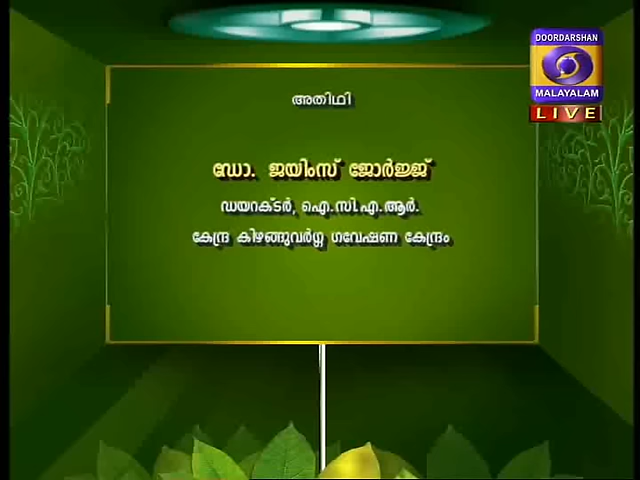 DOORDARSHAN
MALAYALAM
LIVE
അതിഥി
ഡോ. ജയിംസ് ജോർജ്ജ്
ഡയറക്ടർ, ഐ.സി.എ.ആർ.
കേന്ദ്ര കിഴങ്ങുവർഗ്ഗ ഗവേഷണ കേന്ദ്രം